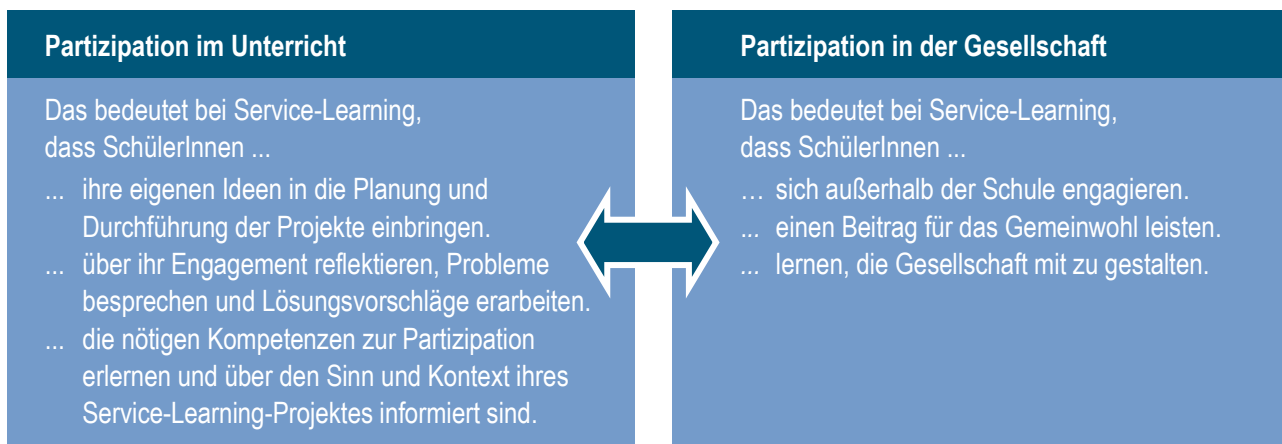 Partizipation im Unterricht
Das bedeutet bei Service-Learning,
dass SchülerInnen ...
... ihre eigenen Ideen in die Planung und
Durchführung der Projekte einbringen.
... über ihr Engagement reflektieren, Probleme
besprechen und Lösungsvorschläge erarbeiten.
... die nötigen Kompetenzen zur Partizipation
erlernen und über den Sinn und Kontext ihres
Service-Learning-Projektes informiert sind.
Partizipation in der Gesellschaft
Das bedeutet bei Service-Learning,
dass SchülerInnen ...
… sich außerhalb der Schule engagieren.
... einen Beitrag für das Gemeinwohl leisten.
... lernen, die Gesellschaft mit zu gestalten.